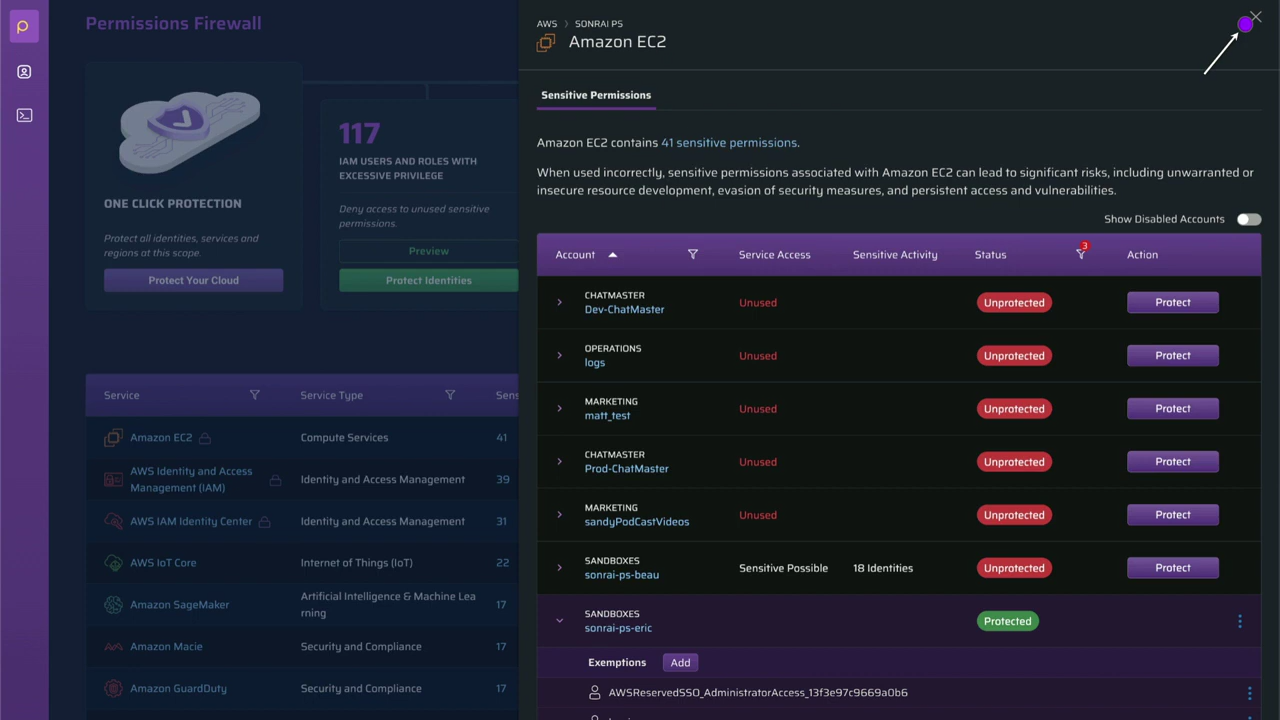 Permissions Firewall
ONE CLICK PROTECTION
Protect all identities, services and
regions at this scope.
Protect Your Cloud
117
IAM USERS AND ROLES WITH
EXCESSIVE PRIVILEGE
Deny access to unused sensitive
permissions.
Preview
Protect Identities
Service Service Type Sens
Amazon EC2 Compute Services 41
AWS Identity and Access
Management (IAM) Identity and Access Management 39
AWS IAM Identity Center Identity and Access Management 31
AWS IoT Core Internet of Things (IoT) 22
Amazon SageMaker Artificial Intelligence & Machine Lea
rning 17
Amazon Macie Security and Compliance 17
Amazon GuardDuty Security and Compliance 17
AWS > SONRAI PS
Amazon EC2
Sensitive Permissions
Amazon EC2 contains 41 sensitive permissions.
When used incorrectly, sensitive permissions associated with Amazon EC2 can lead to significant risks, including unwarranted or
insecure resource development, evasion of security measures, and persistent access and vulnerabilities.
Show Disabled Accounts
Account Service Access Sensitive Activity Status 3 Action
CHATMASTER
Dev-ChatMaster Unused Unprotected Protect
OPERATIONS
logs Unused Unprotected Protect
MARKETING
matt_test Unused Unprotected Protect
CHATMASTER
Prod-ChatMaster Unused Unprotected Protect
MARKETING
sandyPodCastVideos Unused Unprotected Protect
SANDBOXES
sonrai-ps-beau Sensitive Possible 18 Identities Unprotected Protect
SANDBOXES
sonrai-ps-eric Protected
Exemptions Add
AWSReservedSSO_AdministratorAccess_13f3e97c9669a0b6